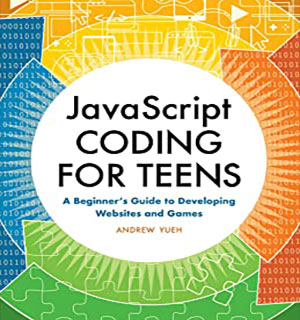 JavaScript
CODING
FOR TEENS
A Beginner's Guide to Developing
Websites and Games
ANDREW YUEH